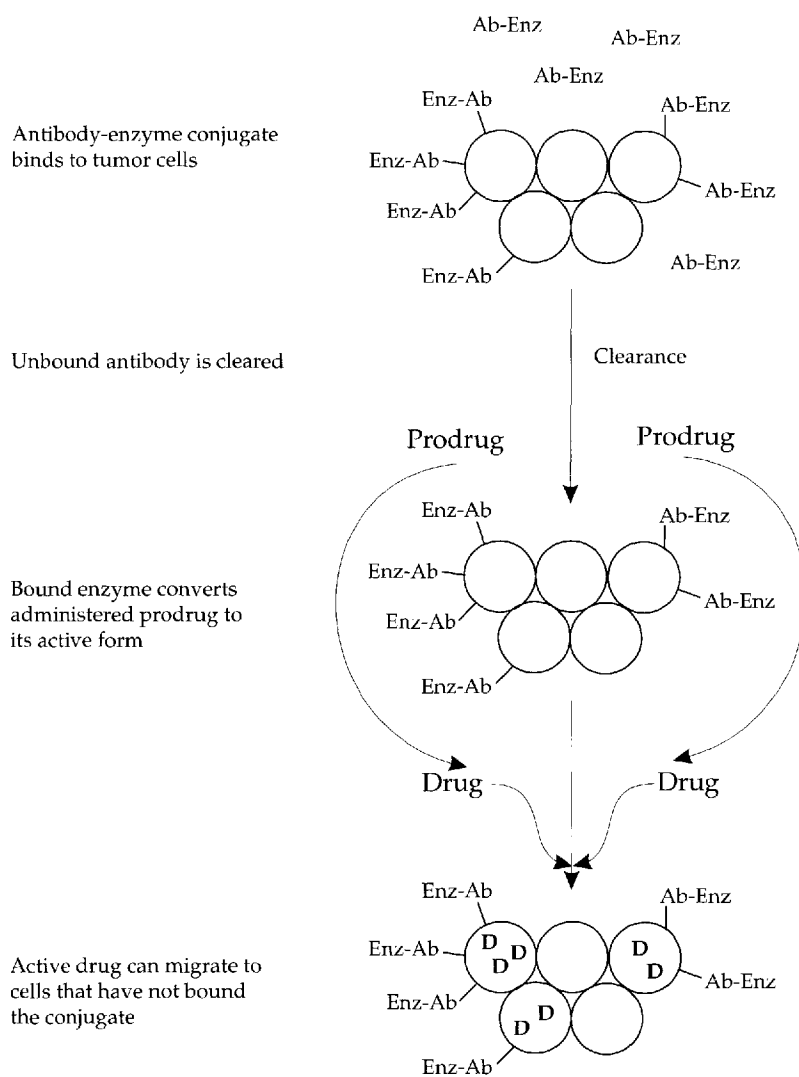 Ab-Enz
Ab-Enz
Ab-Enz
Enz-Ab
Ab-Enz
Antibody-enzyme conjugate
binds to tumor cells
Enz-Ab
Ab-Enz
Enz-Ab
Ab-Enz
Enz-Ab
Unbound antibody is cleared
Clearance
Prodrug
Prodrug
Enz-Ab
Ab-Enz
Enz-Ab
Bound enzyme converts
administered prodrug to
its active form
Ab-Enz
Enz-Ab
Enz-Ab
Drug
Drug
Enz-Ab
Ab-Enz
D
D
D
D
D
D
D
Enz-Ab
Active drug can migrate to
cells that have not bound
the conjugate
Ab-Enz
Enz-Ab
Enz-Ab